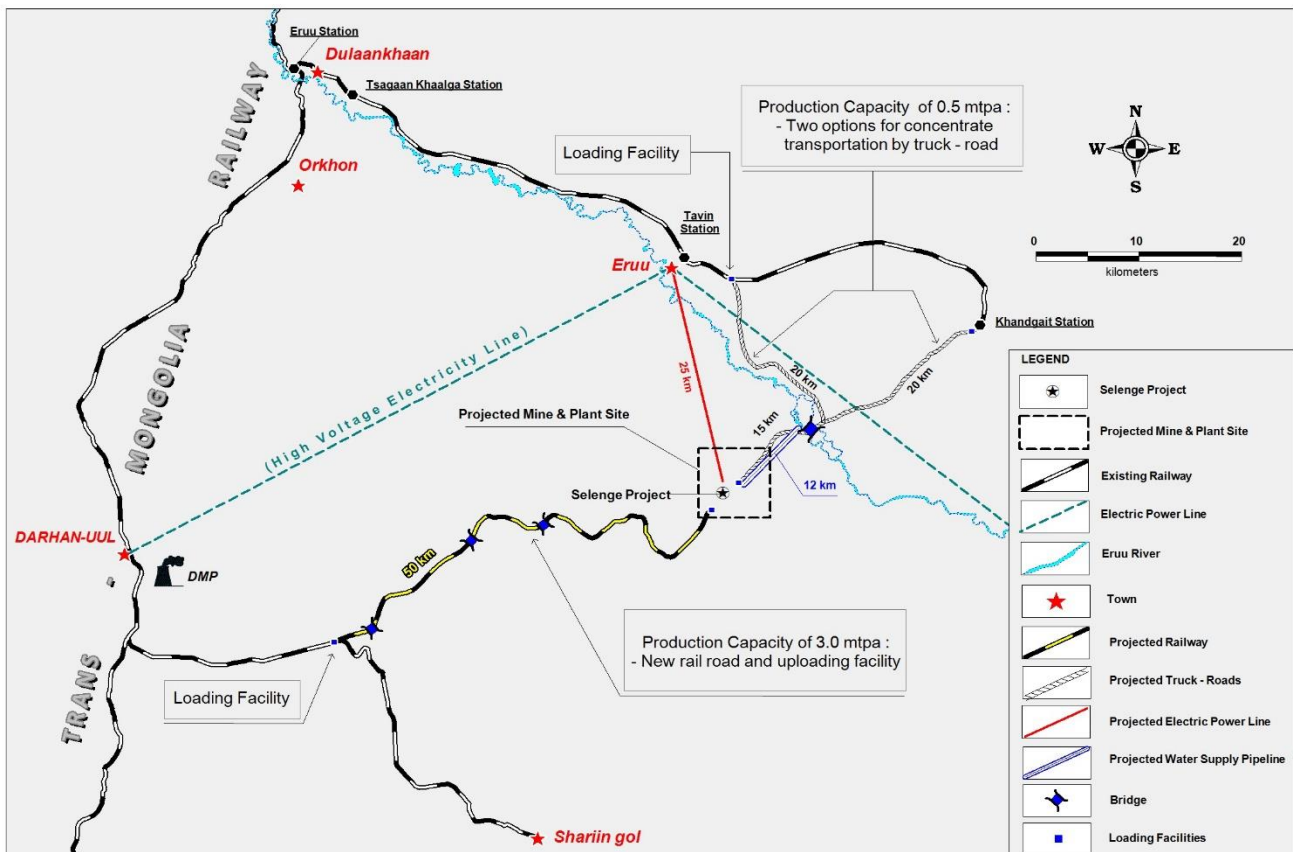 Eruu Station
Dulaankhaan
Tsagaan Khaalga Station
RAILWAY
Orkhon
MONGOLIA
TRANS
Production Capacity of 0.5 mtpa :
- Two options for concentrate
transportation by truck - road
Loading Facility
N
W E
S
0 10 20
kilometers
Tavin
Station
Eruu
Khandgait Station
(High Voltage Electricity Line)
25 km
20 km
20 km
15 km
12 km
Projected Mine & Plant Site
Selenge Project
DARHAN-UUL
DMP
50 km
Production Capacity of 3.0 mtpa :
- New rail road and uploading facility
Loading Facility
Shariin gol
LEGEND
Selenge Project
Projected Mine & Plant Site
Existing Railway
Electric Power Line
Eruu River
Town
Projected Railway
Projected Truck - Roads
Projected Electric Power Line
Projected Water Supply Pipeline
Bridge
Loading Facilities